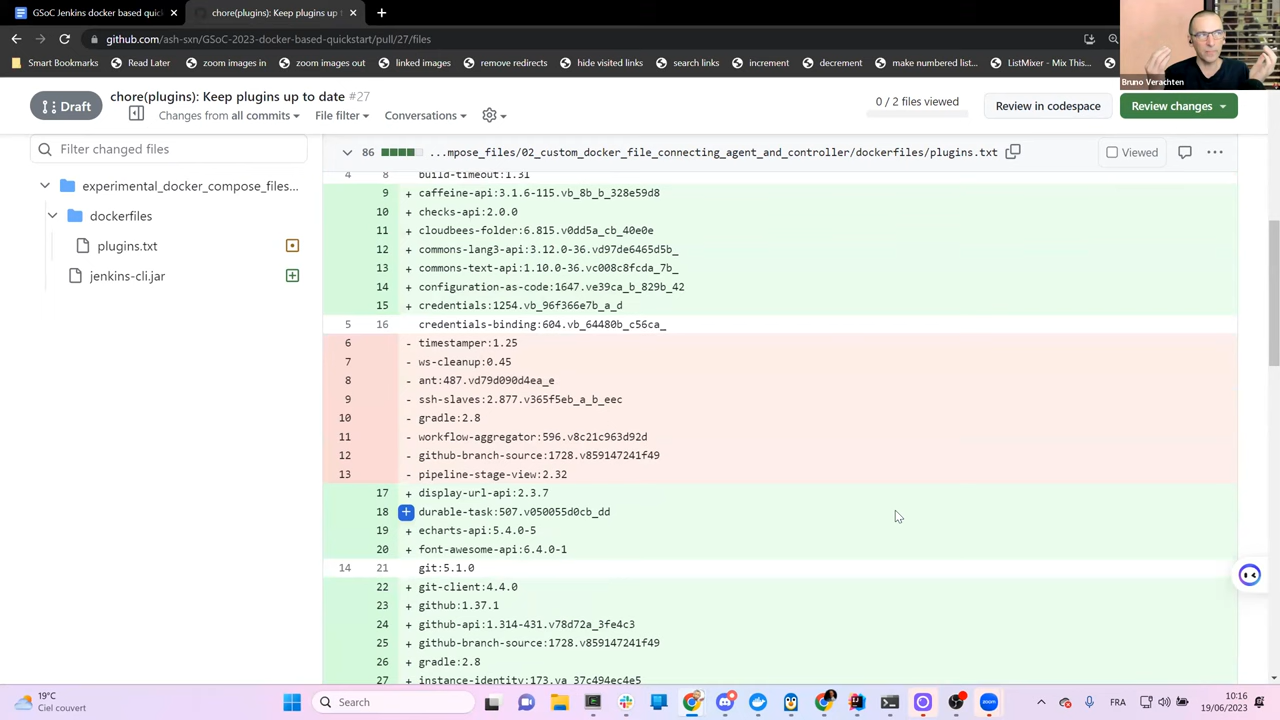 GSoC Jenkins docker based quic
chore(plugins): Keep plugins up t
github.com/ash-sxn/GSoC-2023-docker-based-quickstart/pull/27/files
Smart Bookmarks
Read Later
zoom images in
zoom images out
linked images
remove redirects
hide visited links
search links
increment
decrement
make numbered list...
ListMixer - Mix This...
Bruno Verachten
Draft
chore(plugins): Keep plugins up to date #27
Changes from all commits
File filter
Conversations
0 / 2 files viewed
Review in codespace
Review changes
Filter changed files
experimental_docker_compose_files...
dockerfiles
plugins.txt
jenkins-cli.jar
86 ...mpose_files/02_custom_docker_file_connecting_agent_and_controller/dockerfiles/plugins.txt
Viewed
4 8 build-timeout:1.31
9 + caffeine-api:3.1.6-115.vb_8b_b_328e59d8
10 + checks-api:2.0.0
11 + cloudbees-folder:6.815.v0dd5a_cb_40e0e
12 + commons-lang3-api:3.12.0-36.vd97de6465d5b_
13 + commons-text-api:1.10.0-36.vc008c8fcda_7b_
14 + configuration-as-code:1647.ve39ca_b_829b_42
15 + credentials:1254.vb_96f366e7b_a_d
5 16 credentials-binding:604.vb_64480b_c56ca_
6 - timestamper:1.25
7 - ws-cleanup:0.45
8 - ant:487.vd79d090d4ea_e
9 - ssh-slaves:2.877.v365f5eb_a_b_eec
10 - gradle:2.8
11 - workflow-aggregator:596.v8c21c963d92d
12 - github-branch-source:1728.v859147241f49
13 - pipeline-stage-view:2.32
17 + display-url-api:2.3.7
18 + durable-task:507.v050055d0cb_dd
19 + echarts-api:5.4.0-5
20 + font-awesome-api:6.4.0-1
14 21 git:5.1.0
22 + git-client:4.4.0
23 + github:1.37.1
24 + github-api:1.314-431.v78d72a_3fe4c3
25 + github-branch-source:1728.v859147241f49
26 + gradle:2.8
27 + instance-identity:173.va_37c494ec4e5
19°C
Ciel couvert
Search
FRA
10:16
19/06/2023